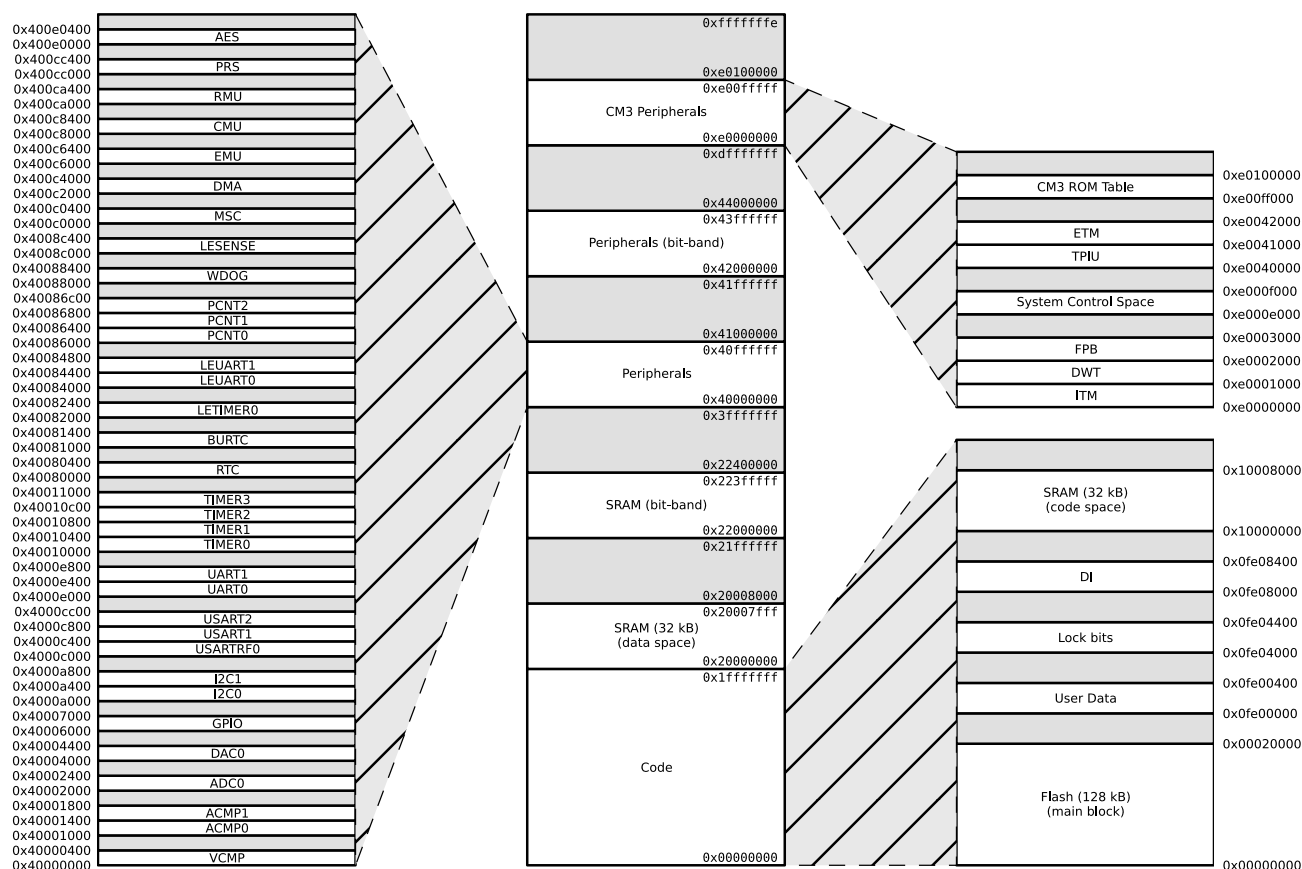 0x400e0400
AES
0x400e0000
0x400cc400
PRS
0x400cc000
0x400ca400
RMU
0x400ca000
0x400c8400
CMU
0x400c8000
0x400c6400
EMU
0x400c6000
0x400c4000
DMA
0x400c2000
0x400c0400
MSC
0x400c0000
0x4008c400
LESENSE
0x4008c000
0x40088400
WDOG
0x40088000
0x40086c00
PCNT2
0x40086800
PCNT1
0x40086400
PCNT0
0x40086000
0x40084800
LEUART1
0x40084400
LEUART0
0x40084000
0x40082400
LETIMER0
0x40082000
0x40081400
BURTC
0x40081000
0x40080400
RTC
0x40080000
0x40011000
TIMER3
0x40010c00
TIMER2
0x40010800
TIMER1
0x40010400
TIMER0
0x40010000
0x4000e800
UART1
0x4000e400
UART0
0x4000e000
0x4000cc00
USART2
0x4000c800
USART1
0x4000c400
USARTRF0
0x4000c000
0x4000a800
I2C1
0x4000a400
I2C0
0x4000a000
0x40007000
GPIO
0x40006000
0x40004400
DAC0
0x40004000
0x40002400
ADC0
0x40002000
0x40001800
ACMP1
0x40001400
ACMP0
0x40001000
0x40000400
VCMP
0x40000000
0xfffffffe
0xe0100000
0xe00fffff
CM3 Peripherals
0xe0000000
0xdfffffff
0x44000000
0x43ffffff
Peripherals (bit-band)
0x42000000
0x41ffffff
0x41000000
0x40ffffff
Peripherals
0x40000000
0x3fffffff
0x22400000
0x223fffff
SRAM (bit-band)
0x22000000
0x21ffffff
0x20008000
0x20007fff
SRAM (32 kB)
(data space)
0x20000000
0x1fffffff
Code
0x00000000
0xe0100000
CM3 ROM Table
0xe00ff000
0xe0042000
ETM
0xe0041000
TPIU
0xe0040000
0xe000f000
System Control Space
0xe000e000
0xe0003000
FPB
0xe0002000
DWT
0xe0001000
ITM
0xe0000000
0x10008000
SRAM (32 kB)
(code space)
0x10000000
0x0fe08400
DI
0x0fe08000
0x0fe04400
Lock bits
0x0fe04000
0x0fe00400
User Data
0x0fe00000
0x00020000
Flash (128 kB)
(main block)
0x00000000